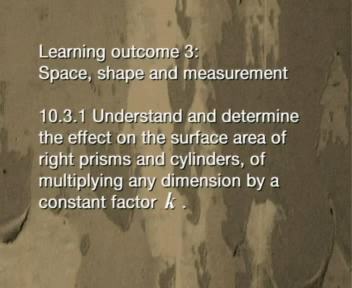 Learning outcome 3:
Space, shape and measurement
10.3.1 Understand and determine
the effect on the surface area of
right prisms and cylinders, of
multiplying any dimension by a
constant factor k .